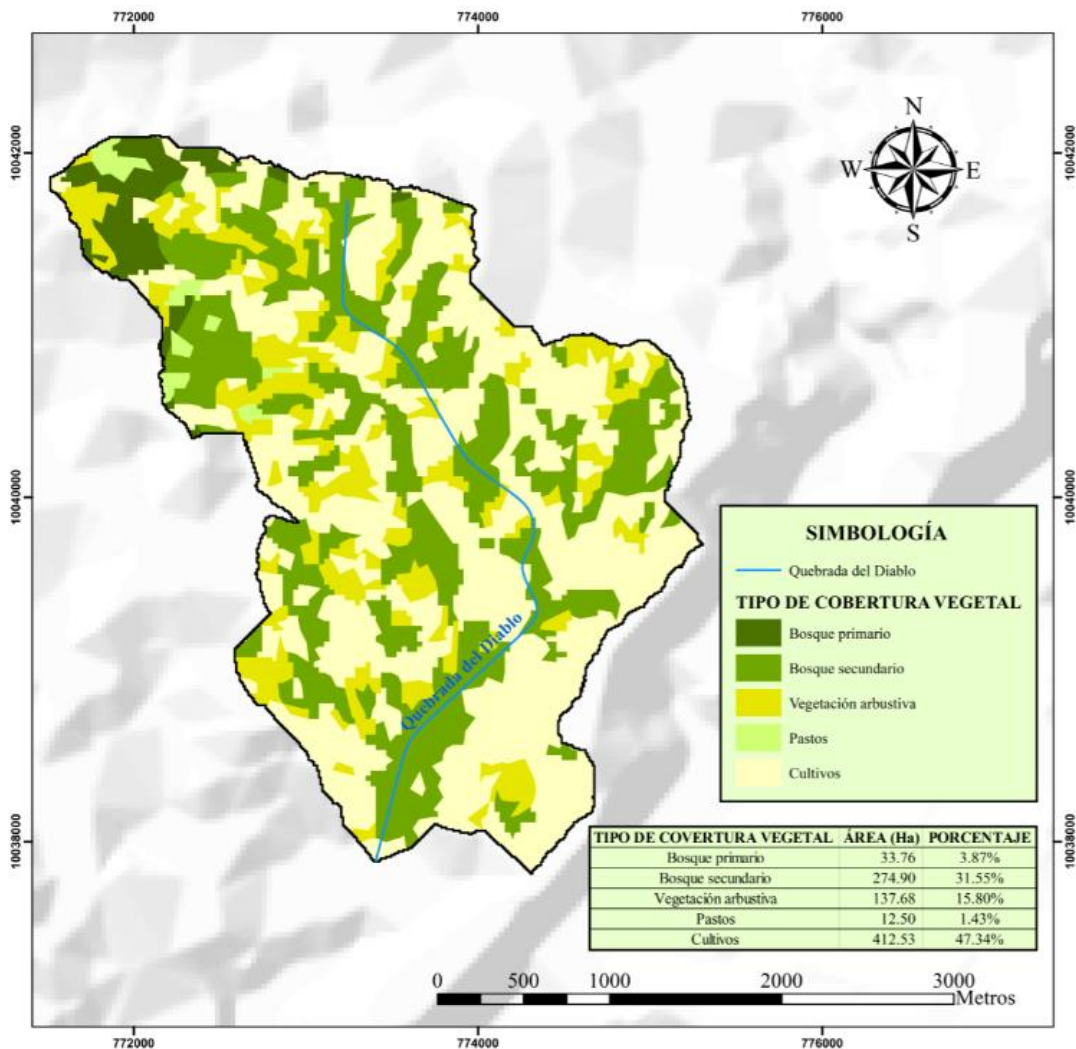 772000 774000 776000
N
W E
S
10042000 10042000
10040000 10040000
10038000 10038000
Quebrada del Diablo
SIMBOLOGÍA
Quebrada del Diablo
TIPO DE COBERTURA VEGETAL
Bosque primario
Bosque secundario
Vegetación arbustiva
Pastos
Cultivos
TIPO DE COVERTURA VEGETAL ÁREA (Ha) PORCENTAJE
Bosque primario 33.76 3.87%
Bosque secundario 274.90 31.55%
Vegetación arbustiva 137.68 15.80%
Pastos 12.50 1.43%
Cultivos 412.53 47.34%
0 500 1000 2000 3000
Metros
772000 774000 776000